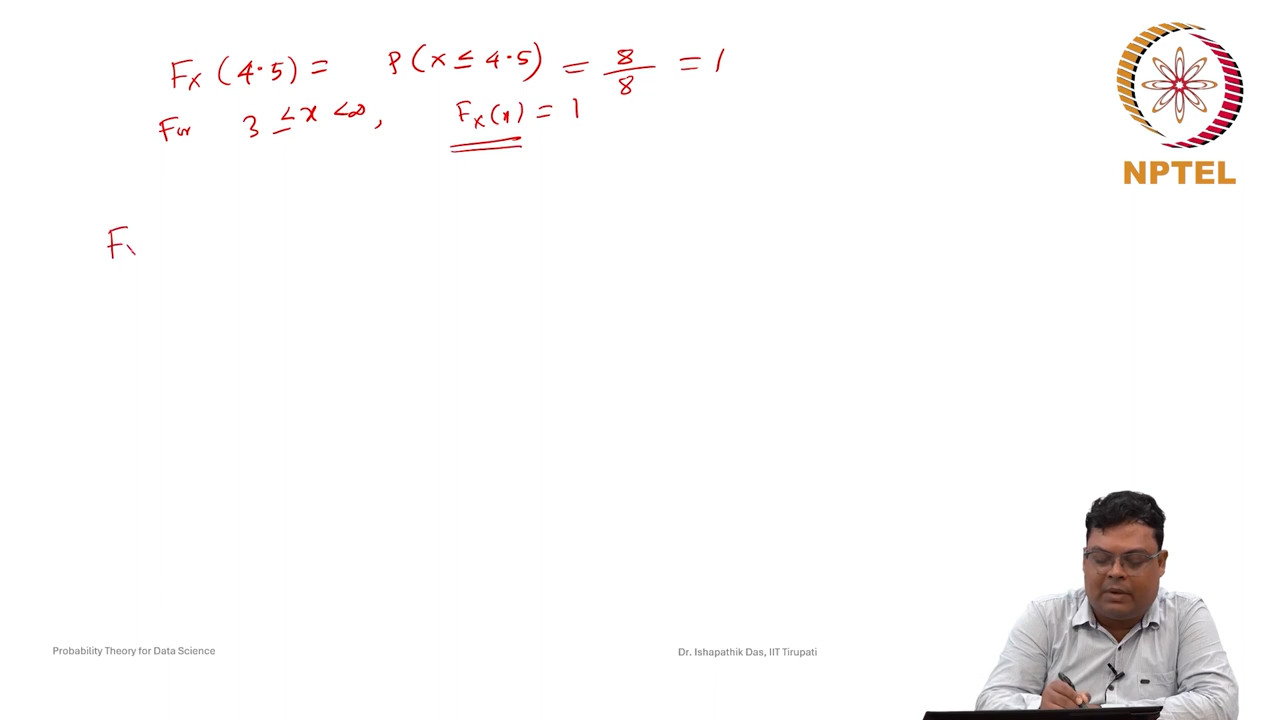 Fx (4.5) = P (x ≤ 4.5) = 8/8 = 1
For 3 ≤ x < ∞, Fx(x) = 1
NPTEL
Fx
Probability Theory for Data Science
Dr. Ishapathik Das, IIT Tirupati